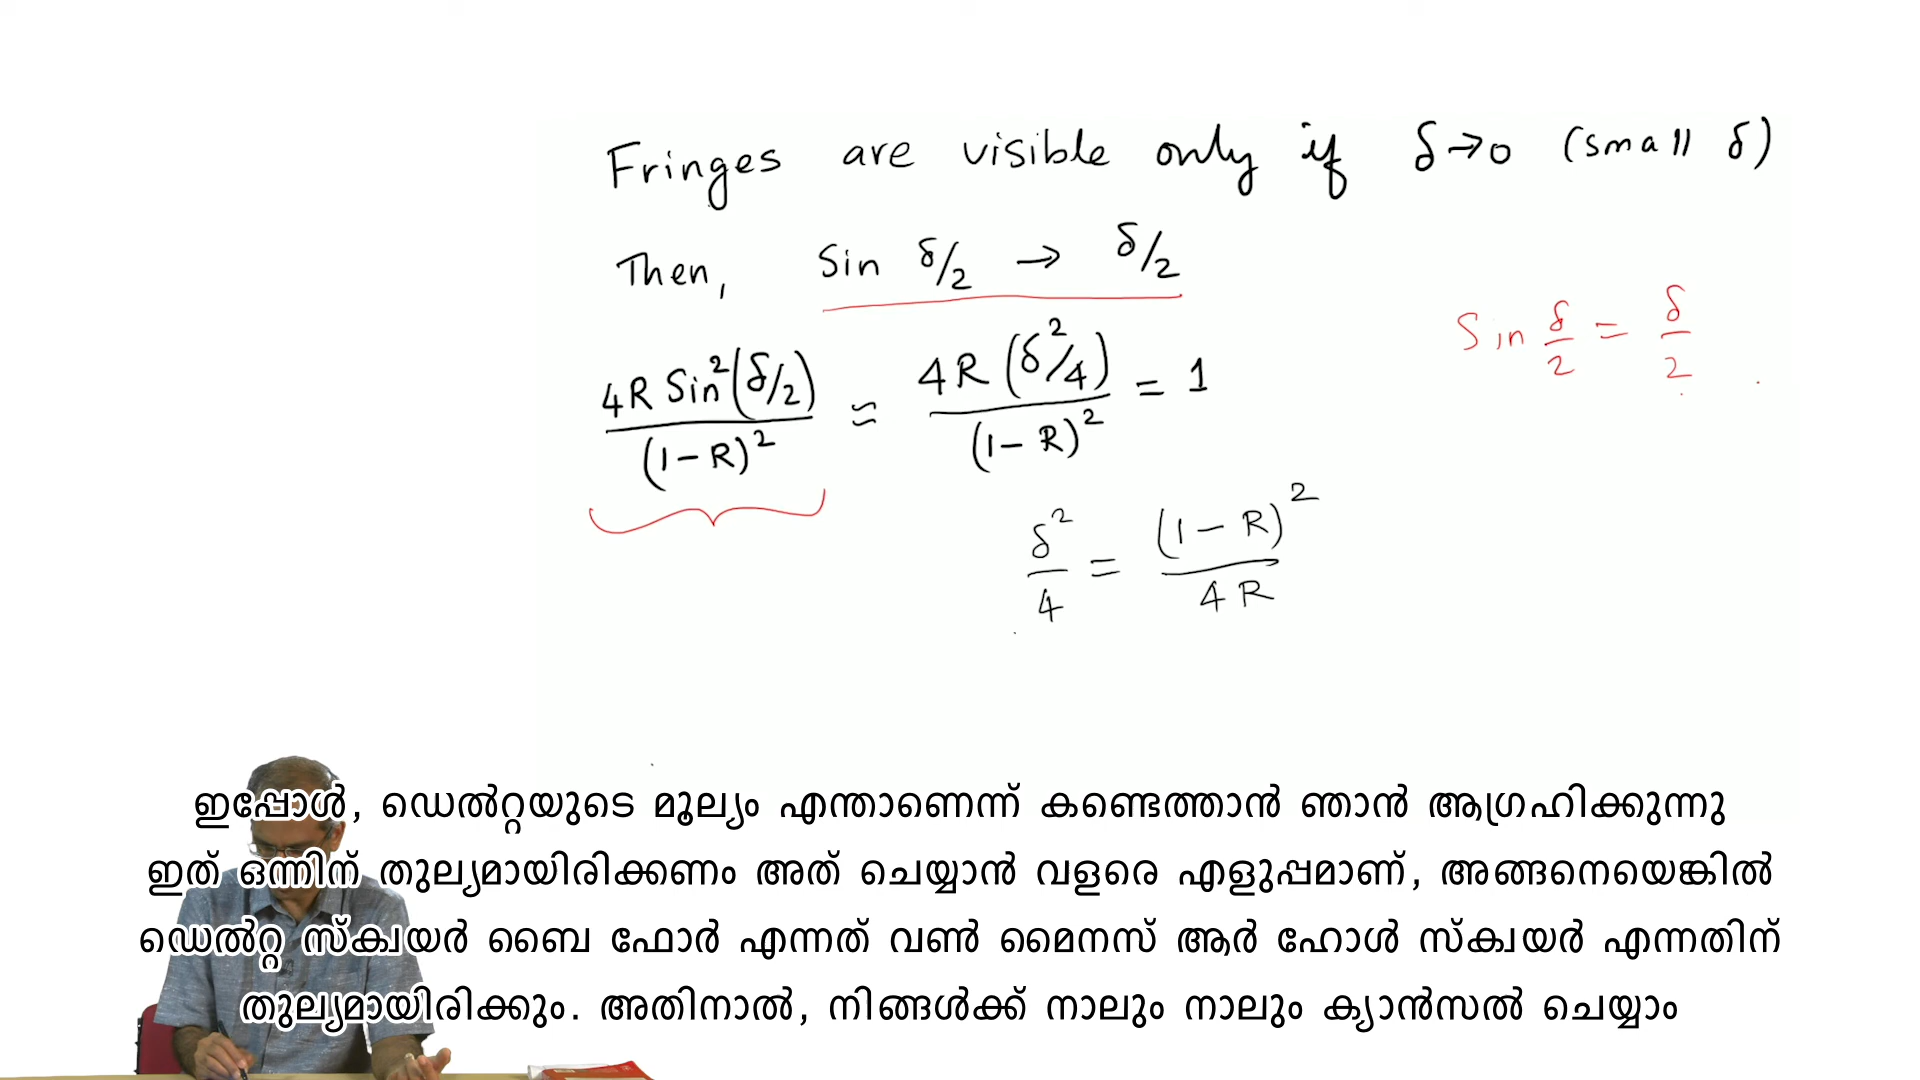 Fringes are visible only if δ→0 (small δ)
Then, Sin δ/2 → δ/2
Sin δ/2 = δ/2
4R Sin²(δ/2) / (1-R)² ≈ 4R (δ²/4) / (1-R)² = 1
δ²/4 = (1-R)² / 4R
ഇപ്പോൾ, ഡെൽറ്റയുടെ മൂല്യം എന്താണെന്ന് കണ്ടെത്താൻ ഞാൻ ആഗ്രഹിക്കുന്നു
ഇത് ഒന്നിന് തുല്യമായിരിക്കണം അത് ചെയ്യാൻ വളരെ എളുപ്പമാണ്, അങ്ങനെയെങ്കിൽ
ഡെൽറ്റ സ്ക്വയർ ബൈ ഫോർ എന്നത് വൺ മൈനസ് ആർ ഹോൾ സ്ക്വയർ എന്നതിന്
തുല്യമായിരിക്കും. അതിനാൽ, നിങ്ങൾക്ക് നാലും നാലും ക്യാൻസൽ ചെയ്യാം